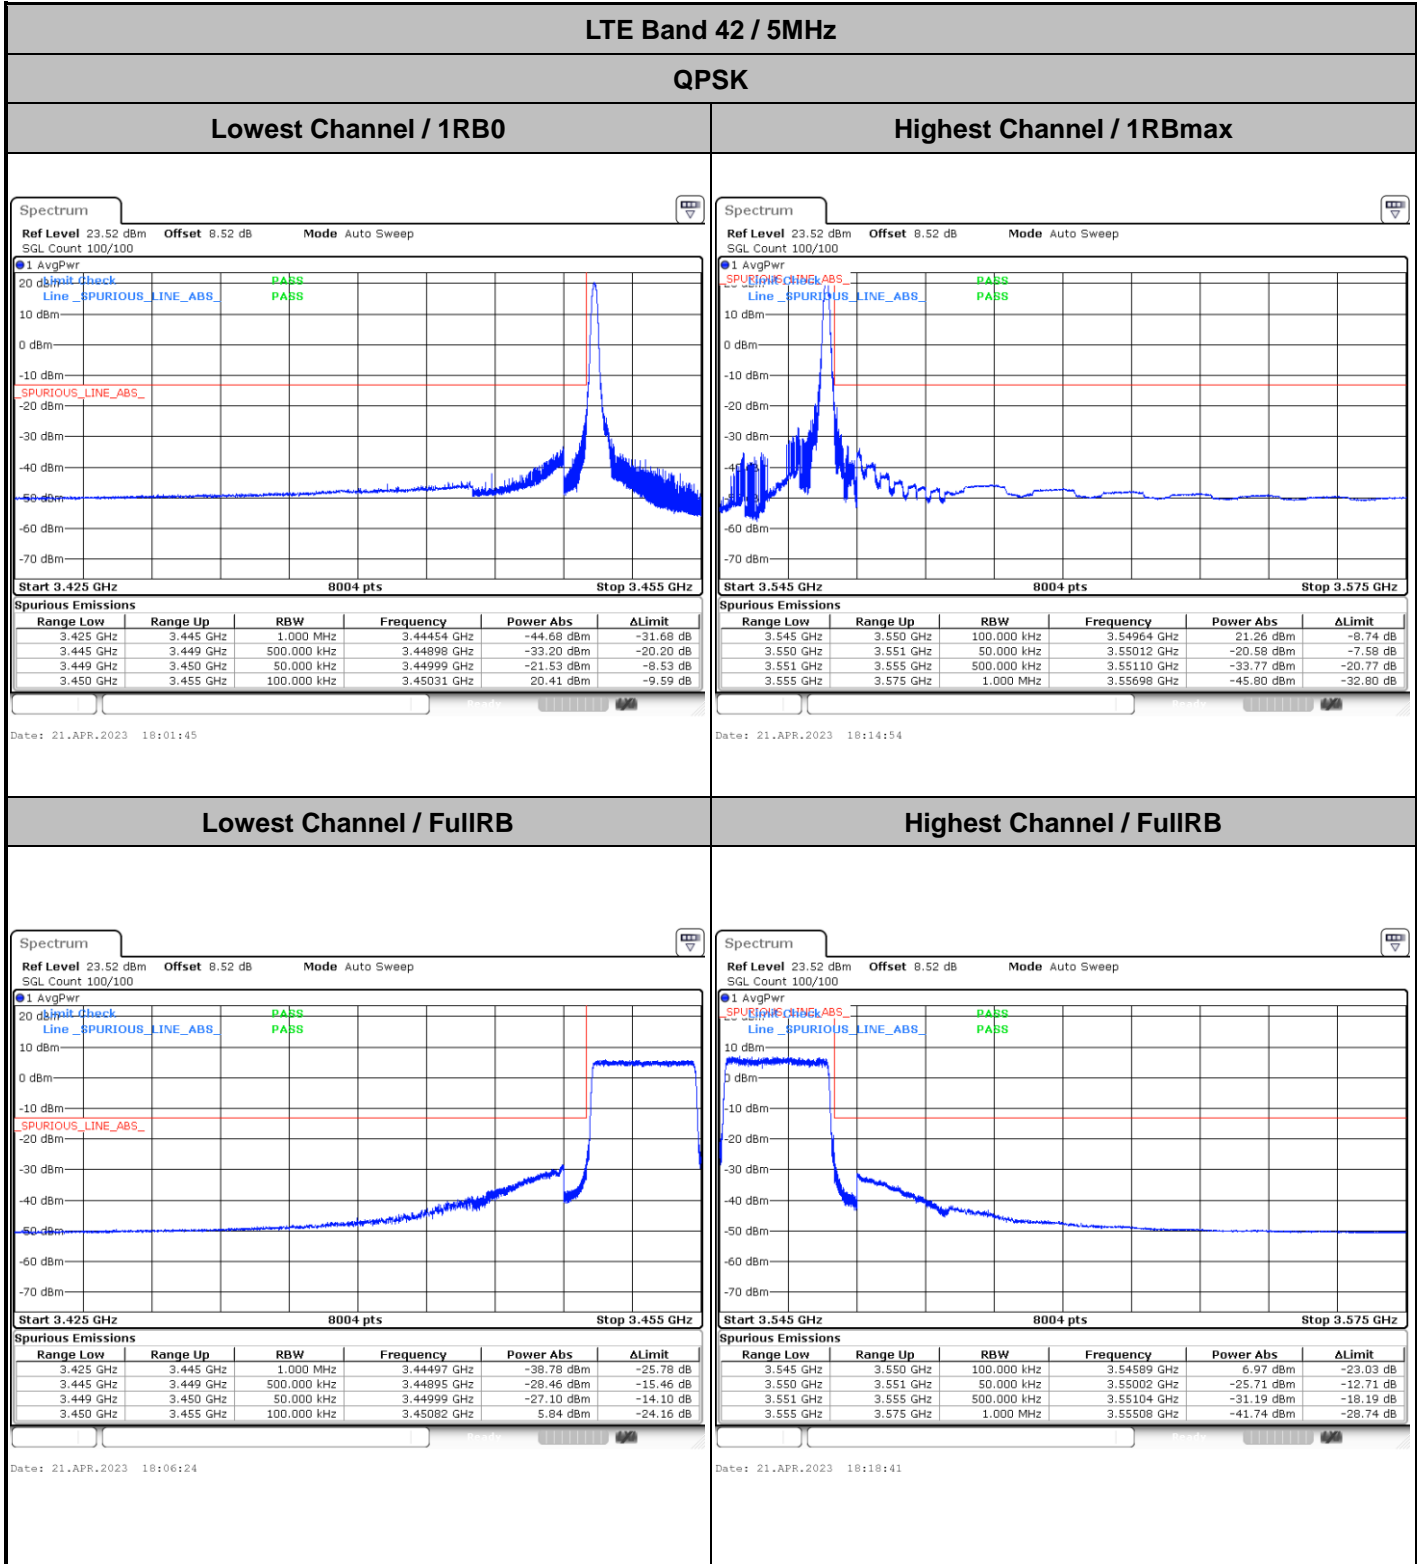 LTE Band 42 / 5MHz
QPSK
Lowest Channel / 1RB0
Highest Channel / 1RBmax
Spectrum
Ref Level 23.52 dBm Offset 8.52 dB Mode Auto Sweep
SGL Count 100/100
1 AvgPwr
Limit Check PASS
Line _SPURIOUS_LINE_ABS_ PASS
20 dBm
10 dBm
0 dBm
-10 dBm
_SPURIOUS_LINE_ABS_
-20 dBm
-30 dBm
-40 dBm
-50 dBm
-60 dBm
-70 dBm
Start 3.425 GHz 8004 pts Stop 3.455 GHz
Spurious Emissions
Range Low Range Up RBW Frequency Power Abs ΔLimit
3.425 GHz 3.445 GHz 1.000 MHz 3.44454 GHz -44.68 dBm -31.68 dB
3.445 GHz 3.449 GHz 500.000 kHz 3.44898 GHz -33.20 dBm -20.20 dB
3.449 GHz 3.450 GHz 50.000 kHz 3.44999 GHz -21.53 dBm -8.53 dB
3.450 GHz 3.455 GHz 100.000 kHz 3.45031 GHz 20.41 dBm -9.59 dB
Ready
Date: 21.APR.2023 18:01:45
Spectrum
Ref Level 23.52 dBm Offset 8.52 dB Mode Auto Sweep
SGL Count 100/100
1 AvgPwr
_SPURIOUS_LINE_ABS_
Limit Check PASS
Line _SPURIOUS_LINE_ABS_ PASS
10 dBm
0 dBm
-10 dBm
-20 dBm
-30 dBm
-60 dBm
-70 dBm
Start 3.545 GHz 8004 pts Stop 3.575 GHz
Spurious Emissions
Range Low Range Up RBW Frequency Power Abs ΔLimit
3.545 GHz 3.550 GHz 100.000 kHz 3.54964 GHz 21.26 dBm -8.74 dB
3.550 GHz 3.551 GHz 50.000 kHz 3.55012 GHz -20.58 dBm -7.58 dB
3.551 GHz 3.555 GHz 500.000 kHz 3.55110 GHz -33.77 dBm -20.77 dB
3.555 GHz 3.575 GHz 1.000 MHz 3.55698 GHz -45.80 dBm -32.80 dB
Ready
Date: 21.APR.2023 18:14:54
Lowest Channel / FullRB
Highest Channel / FullRB
Spectrum
Ref Level 23.52 dBm Offset 8.52 dB Mode Auto Sweep
SGL Count 100/100
1 AvgPwr
Limit Check PASS
Line _SPURIOUS_LINE_ABS_ PASS
20 dBm
10 dBm
0 dBm
-10 dBm
_SPURIOUS_LINE_ABS_
-20 dBm
-30 dBm
-40 dBm
-50 dBm
-60 dBm
-70 dBm
Start 3.425 GHz 8004 pts Stop 3.455 GHz
Spurious Emissions
Range Low Range Up RBW Frequency Power Abs ΔLimit
3.425 GHz 3.445 GHz 1.000 MHz 3.44497 GHz -38.78 dBm -25.78 dB
3.445 GHz 3.449 GHz 500.000 kHz 3.44895 GHz -28.46 dBm -15.46 dB
3.449 GHz 3.450 GHz 50.000 kHz 3.44999 GHz -27.10 dBm -14.10 dB
3.450 GHz 3.455 GHz 100.000 kHz 3.45082 GHz 5.84 dBm -24.16 dB
Ready
Date: 21.APR.2023 18:06:24
Spectrum
Ref Level 23.52 dBm Offset 8.52 dB Mode Auto Sweep
SGL Count 100/100
1 AvgPwr
_SPURIOUS_LINE_ABS_
Limit Check PASS
Line _SPURIOUS_LINE_ABS_ PASS
10 dBm
0 dBm
-10 dBm
-20 dBm
-30 dBm
-40 dBm
-50 dBm
-60 dBm
-70 dBm
Start 3.545 GHz 8004 pts Stop 3.575 GHz
Spurious Emissions
Range Low Range Up RBW Frequency Power Abs ΔLimit
3.545 GHz 3.550 GHz 100.000 kHz 3.54589 GHz 6.97 dBm -23.03 dB
3.550 GHz 3.551 GHz 50.000 kHz 3.55002 GHz -25.71 dBm -12.71 dB
3.551 GHz 3.555 GHz 500.000 kHz 3.55104 GHz -31.19 dBm -18.19 dB
3.555 GHz 3.575 GHz 1.000 MHz 3.55508 GHz -41.74 dBm -28.74 dB
Ready
Date: 21.APR.2023 18:18:41